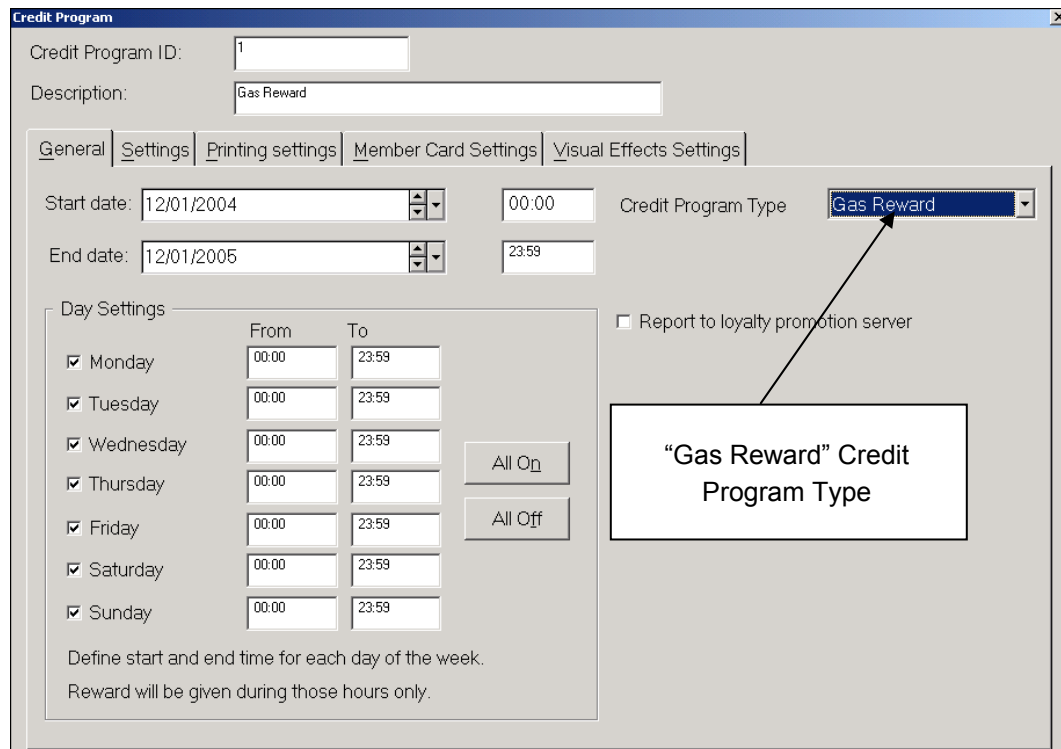 Credit Program
Credit Program ID: 1
Description: Gas Reward
General Settings Printing settings Member Card Settings Visual Effects Settings
Start date: 12/01/2004 00:00 Credit Program Type Gas Reward
End date: 12/01/2005 23:59
Day Settings
Report to loyalty promotion server
From To
Monday 00:00 23:59
Tuesday 00:00 23:59
Wednesday 00:00 23:59
Thursday 00:00 23:59
Friday 00:00 23:59
Saturday 00:00 23:59
Sunday 00:00 23:59
All On
All Off
“Gas Reward” Credit
Program Type
Define start and end time for each day of the week.
Reward will be given during those hours only.